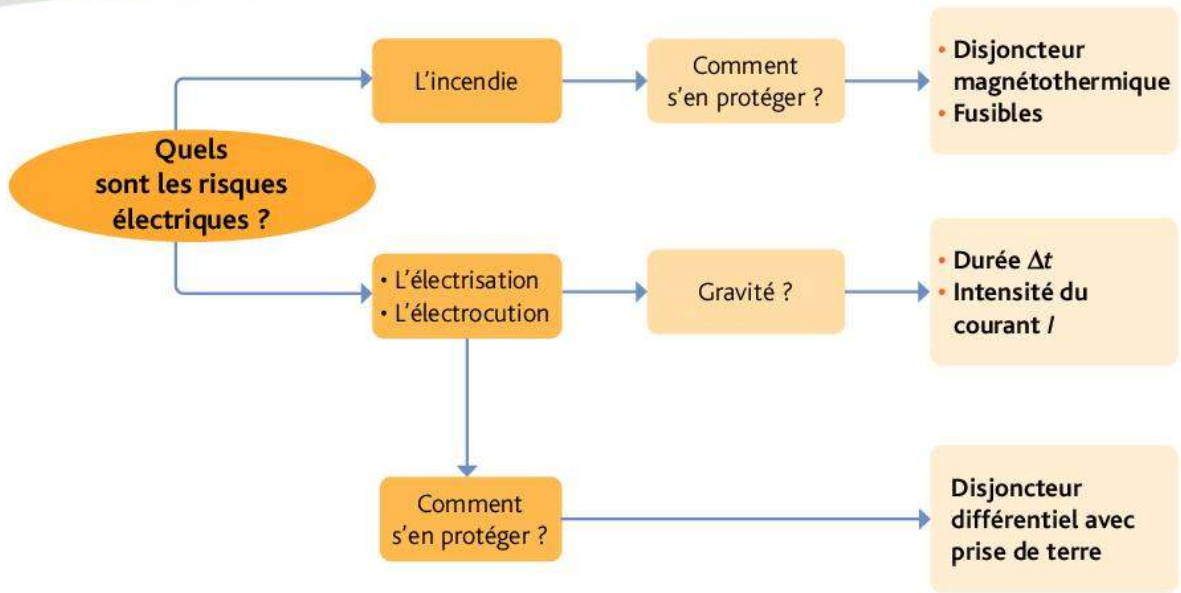 Quels
sont les risques
électriques ?
L'incendie
Comment
s'en protéger ?
• Disjoncteur
magnétothermique
• Fusibles
• L'électrisation
• L'électrocution
Gravité ?
• Durée Δt
• Intensité du
courant I
Comment
s'en protéger ?
Disjoncteur
différentiel avec
prise de terre